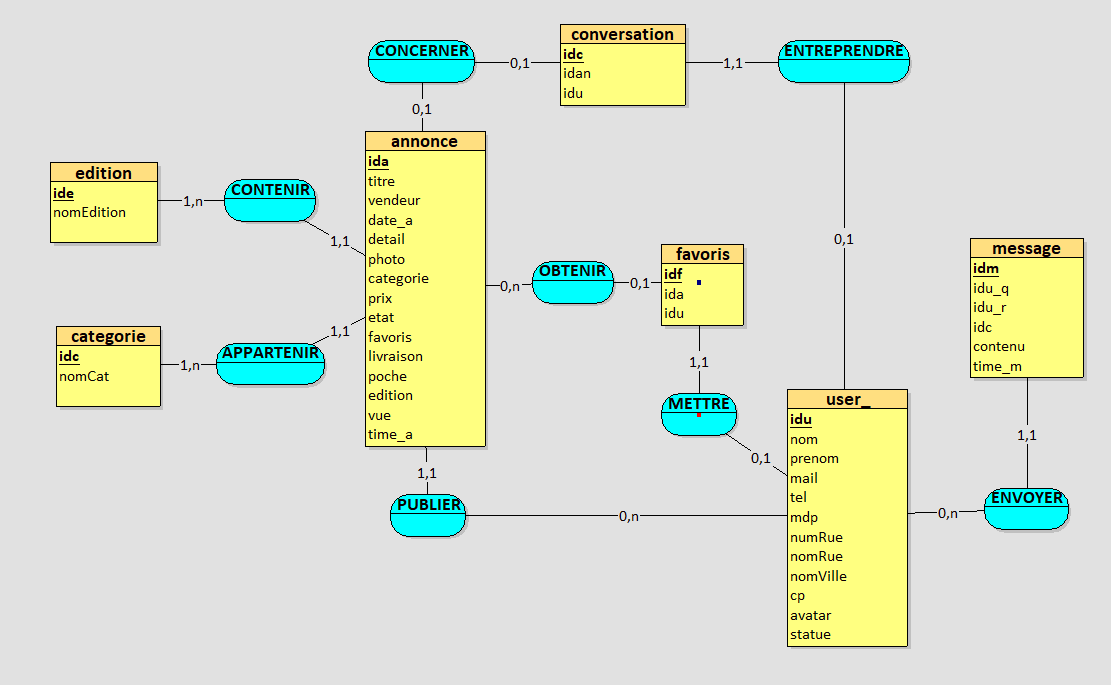 conversation
idc
idan
idu
CONCERNER
ENTREPRENDRE
0,1
1,1
0,1
annonce
ida
titre
vendeur
date_a
detail
photo
categorie
prix
etat
favoris
livraison
poche
edition
vue
time_a
edition
ide
nomEdition
1,n
CONTENIR
1,1
categorie
idc
nomCat
1,n
APPARTENIR
1,1
0,n
OBTENIR
0,1
favoris
idf
ida
idu
1,1
METTRE
0,1
0,1
message
idm
idu_q
idu_r
idc
contenu
time_m
1,1
ENVOYER
0,n
user_
idu
nom
prenom
mail
tel
mdp
numRue
nomRue
nomVille
cp
avatar
statue
1,1
PUBLIER
0,n